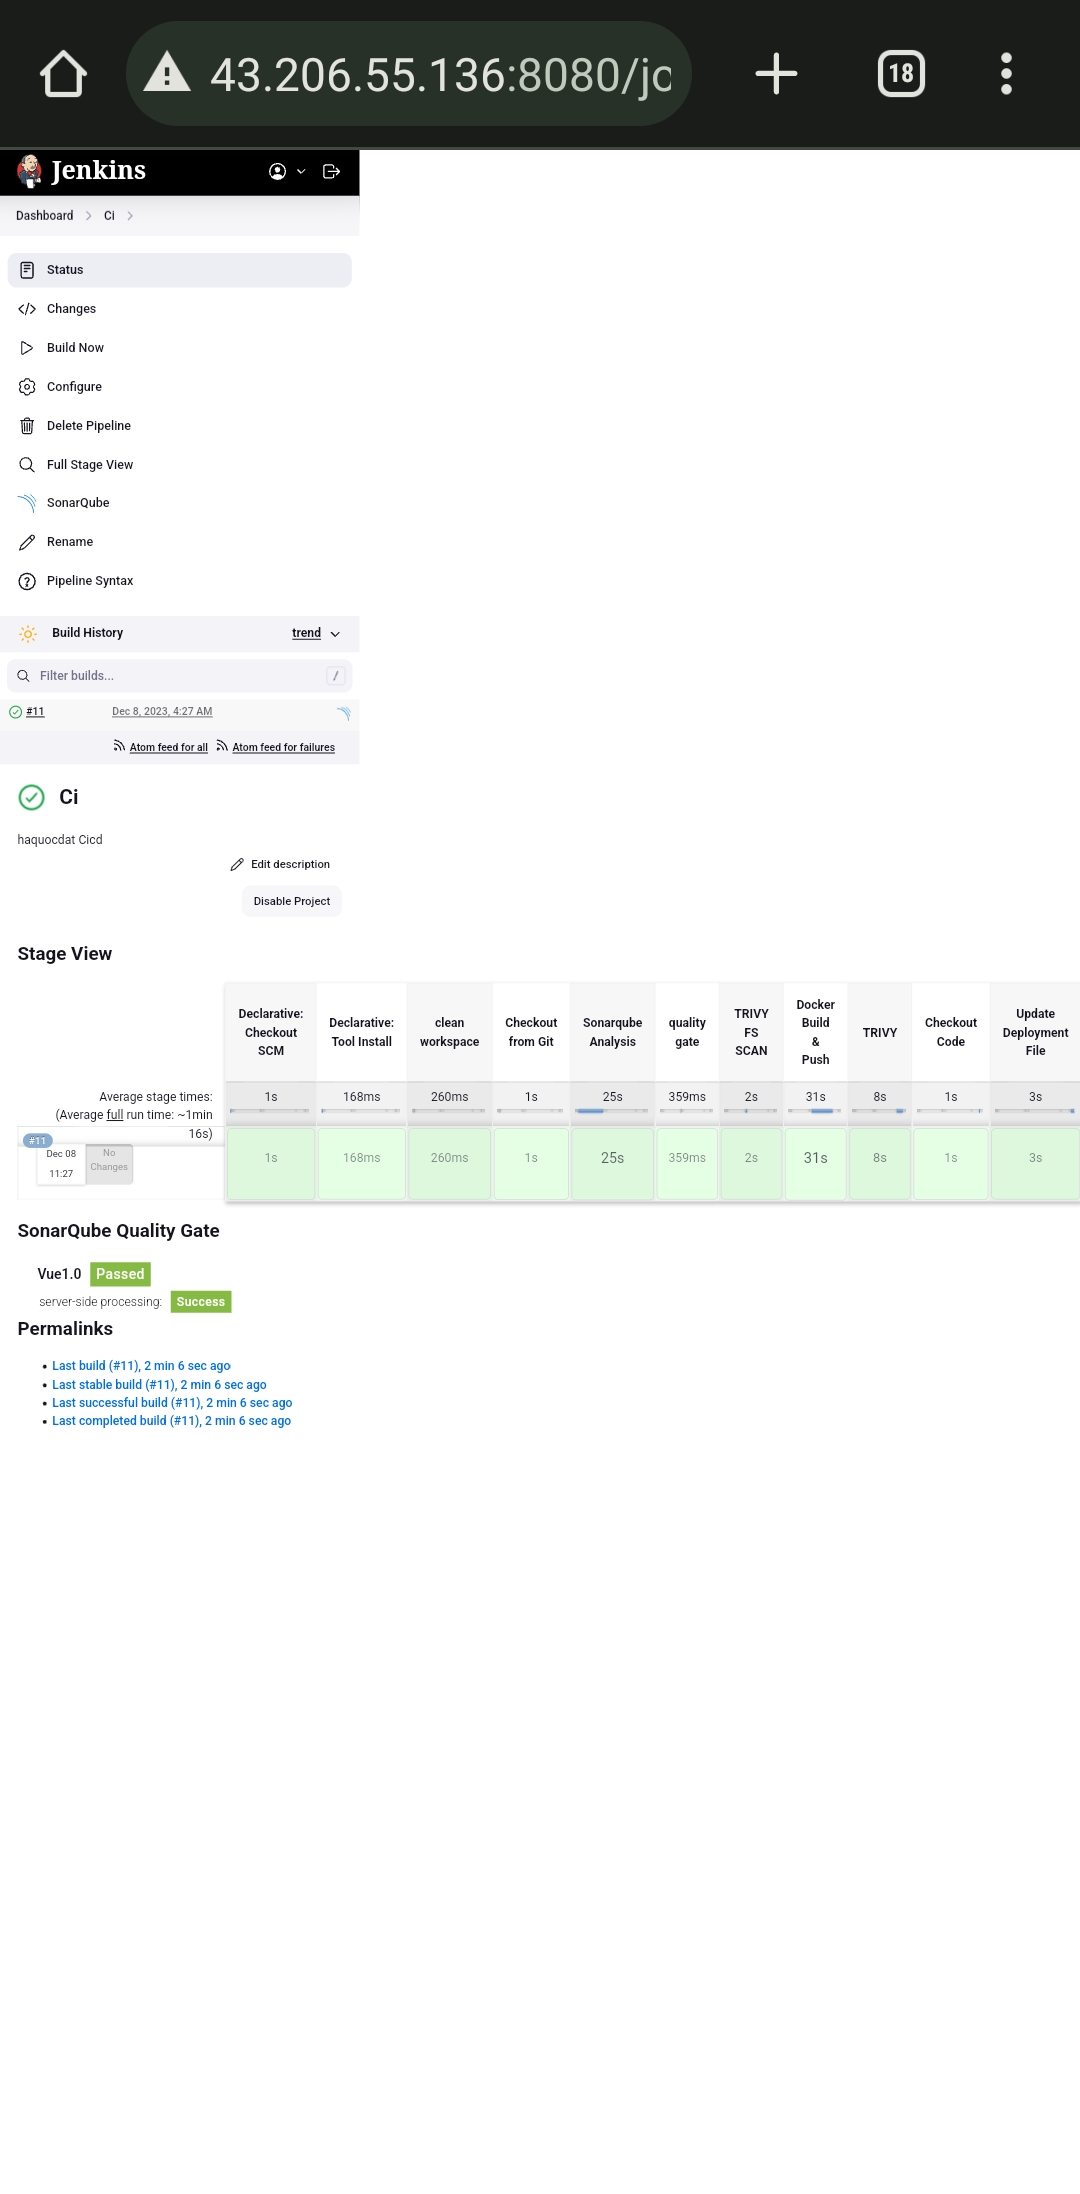 43.206.55.136:8080/jo
18
Jenkins
Dashboard
Ci
Status
Changes
Build Now
Configure
Delete Pipeline
Full Stage View
SonarQube
Rename
Pipeline Syntax
Build History
trend
Filter builds...
/
#11
Dec 8, 2023, 4:27 AM
Atom feed for all
Atom feed for failures
Ci
haquocdat Cicd
Edit description
Disable Project
Stage View
Declarative: Checkout SCM
Declarative: Tool Install
clean workspace
Checkout from Git
Sonarqube Analysis
quality gate
TRIVY FS SCAN
Docker Build & Push
TRIVY
Checkout Code
Update Deployment File
Average stage times:
(Average full run time: ~1min
16s)
1s 168ms 260ms 1s 25s 359ms 2s 31s 8s 1s 3s
#11
Dec 08
11:27
No Changes
1s 168ms 260ms 1s 25s 359ms 2s 31s 8s 1s 3s
SonarQube Quality Gate
Vue1.0 Passed
server-side processing: Success
Permalinks
• Last build (#11), 2 min 6 sec ago
• Last stable build (#11), 2 min 6 sec ago
• Last successful build (#11), 2 min 6 sec ago
• Last completed build (#11), 2 min 6 sec ago